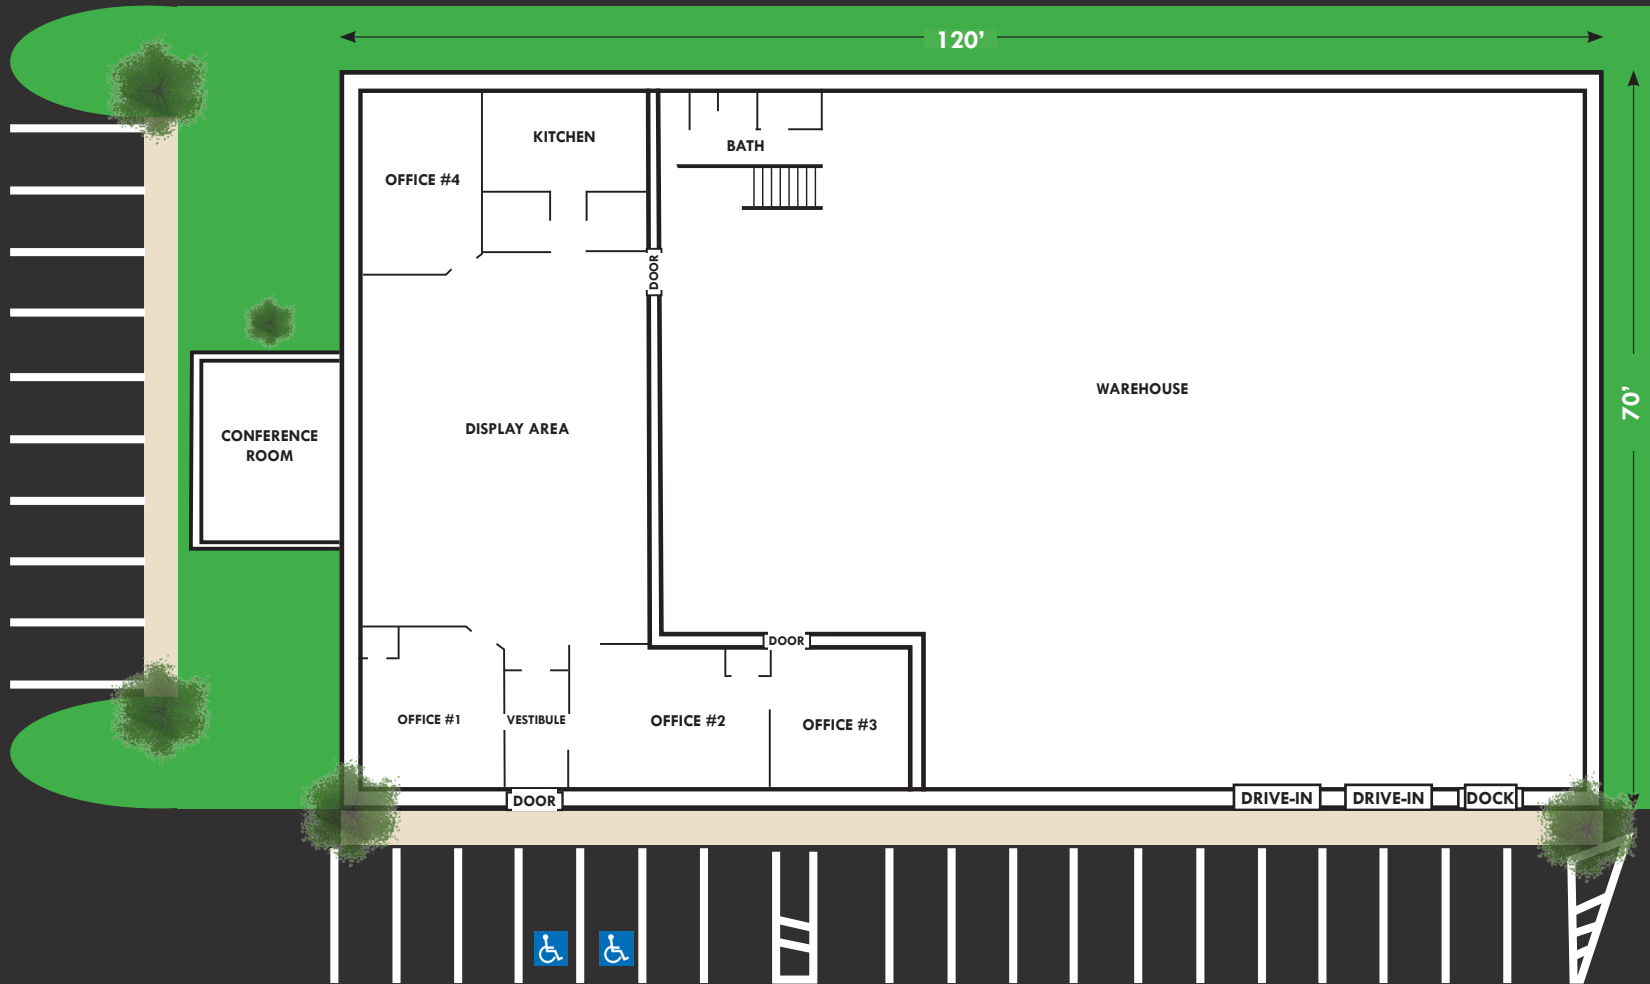 120’
KITCHEN
BATH
OFFICE #4
DOOR
WAREHOUSE
70’
DISPLAY AREA
CONFERENCE
ROOM
DOOR
OFFICE #1
VESTIBULE
OFFICE #2
OFFICE #3
DOOR
DRIVE-IN
DRIVE-IN
DOCK